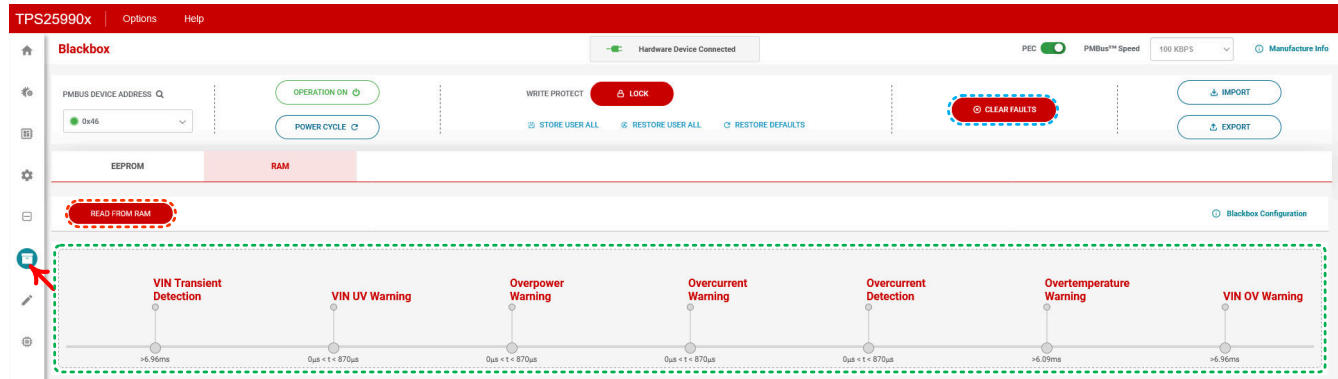 TPS25990x Options Help
Blackbox Hardware Device Connected PEC PMBus™ Speed 100 KBPS Manufacture Info
PMBUS DEVICE ADDRESS OPERATION ON WRITE PROTECT LOCK CLEAR FAULTS IMPORT
0x46 POWER CYCLE STORE USER ALL RESTORE USER ALL RESTORE DEFAULTS EXPORT
EEPROM RAM
READ FROM RAM Blackbox Configuration
VIN Transient
Detection
VIN UV Warning
Overpower
Warning
Overcurrent
Warning
Overcurrent
Detection
Overtemperature
Warning
VIN OV Warning
>6.96ms 0µs < t < 870µs 0µs < t < 870µs 0µs < t < 870µs 0µs < t < 870µs >6.09ms >6.96ms